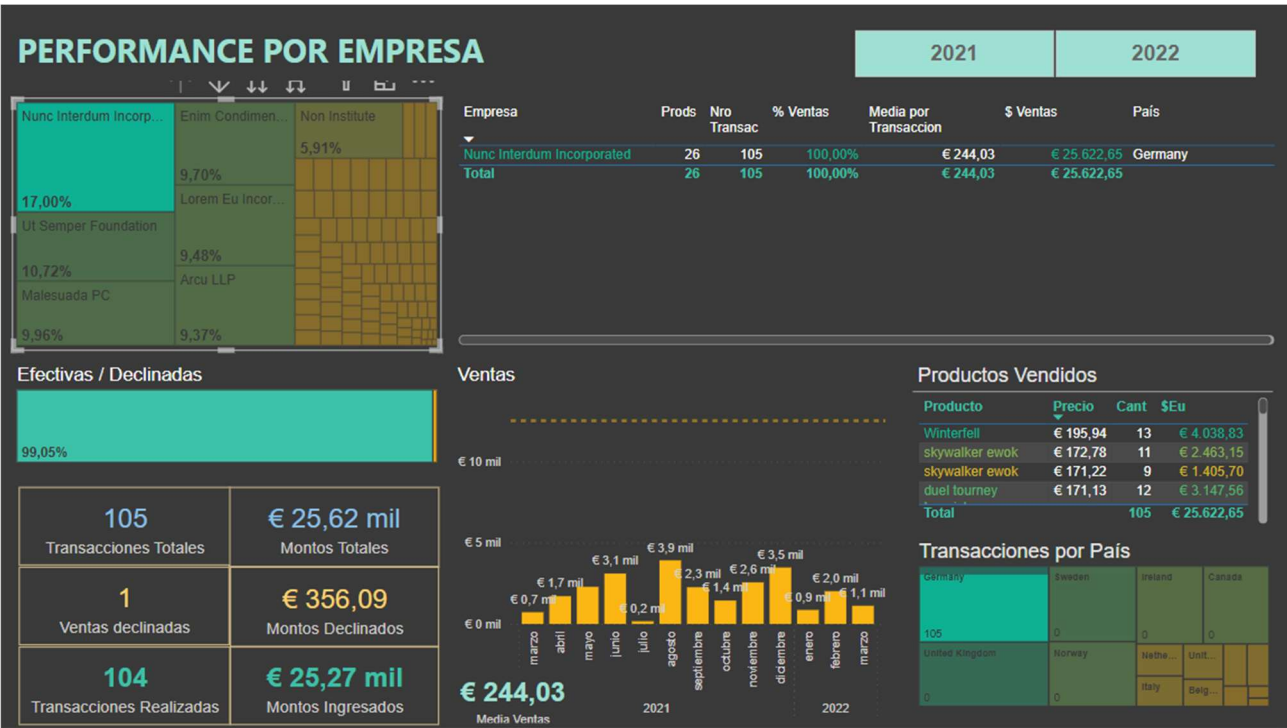 PERFORMANCE POR EMPRESA
2021
2022
Nunc Interdum Incorp...
17,00%
Ut Semper Foundation
10,72%
Malesuada PC
9,96%
Enim Condimen...
9,70%
Lorem Eu Incor...
9,48%
Arcu LLP
9,37%
Non Institute
5,91%
Empresa Prods Nro Transac % Ventas Media por Transaccion $ Ventas País
Nunc Interdum Incorporated 26 105 100,00% € 244,03 € 25.622,65 Germany
Total 26 105 100,00% € 244,03 € 25.622,65
Efectivas / Declinadas
99,05%
105
Transacciones Totales
€ 25,62 mil
Montos Totales
1
Ventas declinadas
€ 356,09
Montos Declinados
104
Transacciones Realizadas
€ 25,27 mil
Montos Ingresados
Ventas
€ 10 mil
€ 5 mil
€ 0 mil
€ 0,7 mil
€ 1,7 mil
€ 3,1 mil
€ 0,2 mil
€ 3,9 mil
€ 2,3 mil
€ 1,4 mil
€ 2,6 mil
€ 3,5 mil
€ 0,9 mil
€ 2,0 mil
€ 1,1 mil
marzo
abril
mayo
junio
julio
agosto
septiembre
octubre
noviembre
diciembre
enero
febrero
marzo
2021
2022
€ 244,03
Media Ventas
Productos Vendidos
Producto Precio Cant $Eu
Winterfell € 195,94 13 € 4.038,83
skywalker ewok € 172,78 11 € 2.463,15
skywalker ewok € 171,22 9 € 1.405,70
duel tourney € 171,13 12 € 3.147,56
Total 105 € 25.622,65
Transacciones por País
Germany
105
United Kingdom
0
Sweden
0
Norway
0
Ireland
0
Canada
0
Nethe...
Unit...
Italy
Belg...